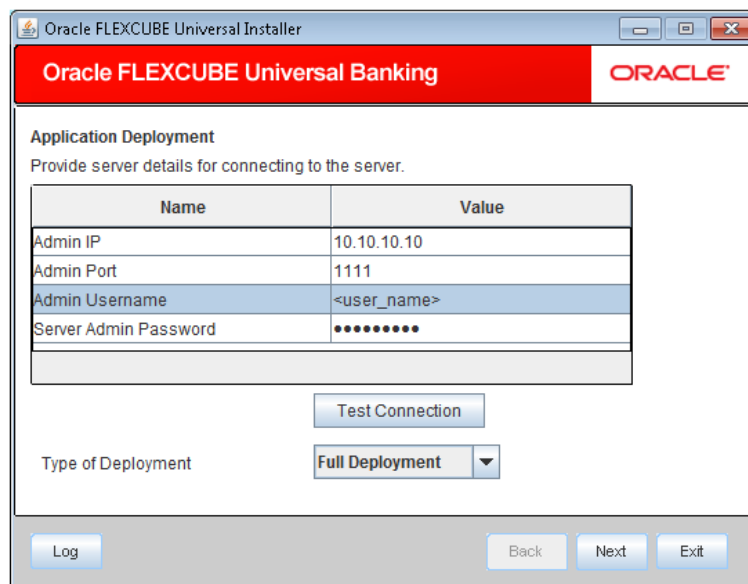 Oracle FLEXCUBE Universal Installer
Oracle FLEXCUBE Universal Banking
ORACLE
Application Deployment
Provide server details for connecting to the server.
Name Value
Admin IP 10.10.10.10
Admin Port 1111
Admin Username <user_name>
Server Admin Password •••••••••
Test Connection
Type of Deployment Full Deployment
Log Back Next Exit